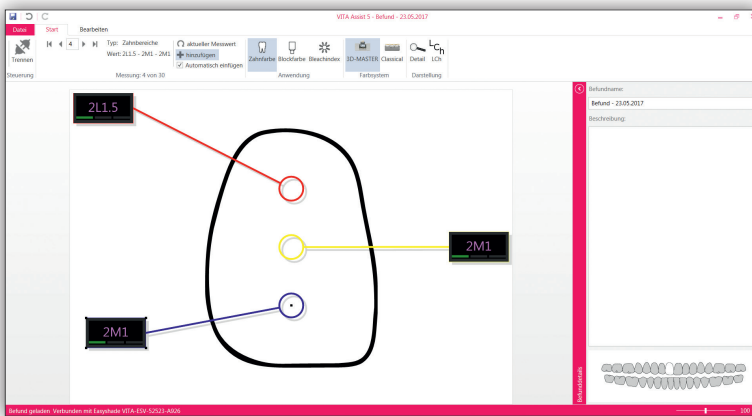 VITA Assist 5 - Befund - 23.05.2017
Datei Start Bearbeiten
Trennen
Steuerung
4
Typ: Zahnbereiche
Wert: 2L1.5 - 2M1 - 2M1
aktueller Messwert
hinzufügen
Automatisch einfügen
Messung: 4 von 30
Zahnfarbe Blockfarbe Bleachindex
Anwendung
3D-MASTER Classical
Farbsystem
Detail LCh
Darstellung
2L1.5
2M1
2M1
Befundname:
Befund - 23.05.2017
Beschreibung:
Befunddetails
Befund geladen Verbunden mit Easyshade VITA-ESV-52523-A926
100